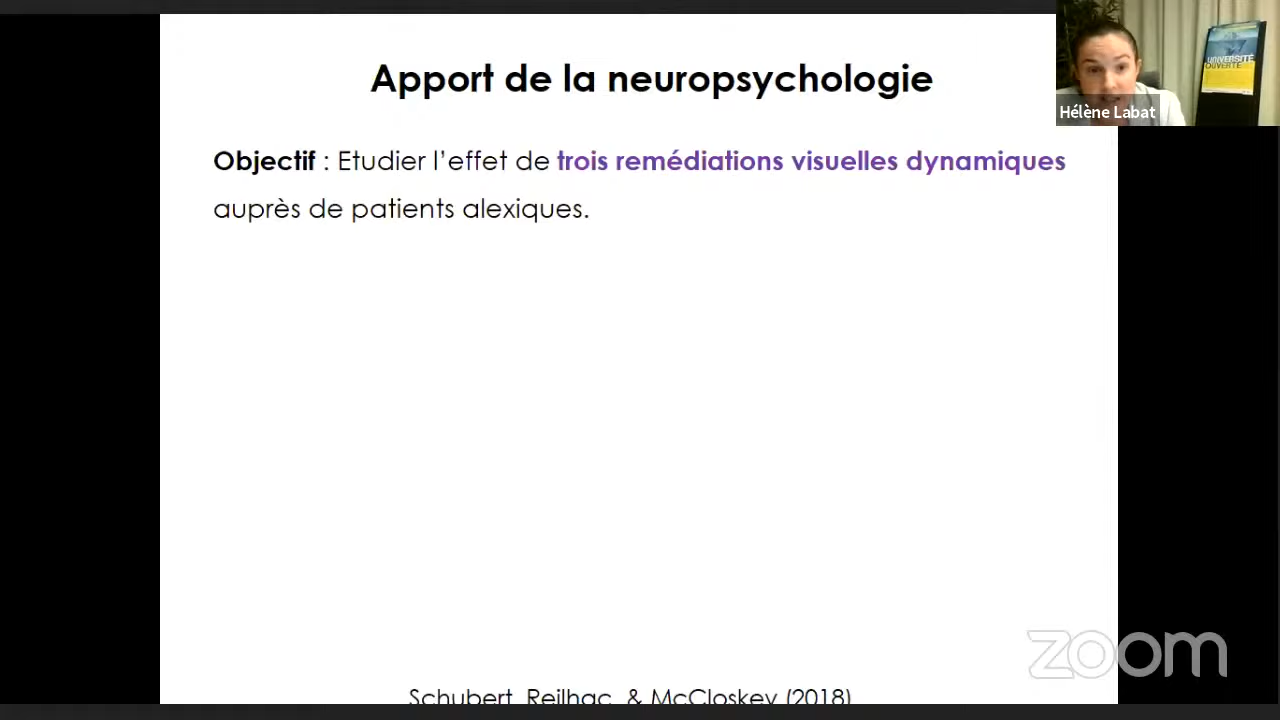 Apport de la neuropsychologie
UNIVERSITÉ
OUVERTE
Hélène Labat
Objectif : Etudier l'effet de trois remédiations visuelles dynamiques
auprès de patients alexiques.
zoom
Schubert, Reilhac, & McCloskey (2018)